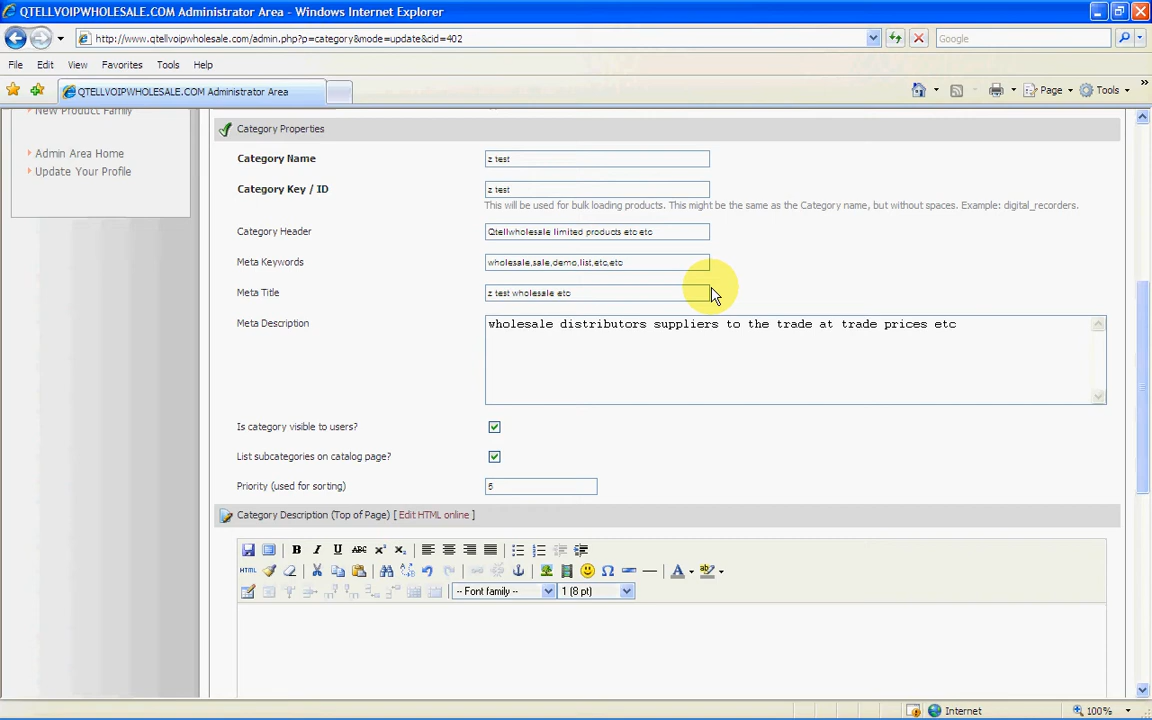 QTELLVOIPWHOLESALE.COM Administrator Area - Windows Internet Explorer
http://www.qtellvoipwholesale.com/admin.php?p=category&mode=update&cid=402
Google
File Edit View Favorites Tools Help
QTELLVOIPWHOLESALE.COM Administrator Area
Page Tools
New Product Family
Admin Area Home
Update Your Profile
Category Properties
Category Name
z test
Category Key / ID
z test
This will be used for bulk loading products. This might be the same as the Category name, but without spaces. Example: digital_recorders.
Category Header
Qtellwholesale limited products etc etc
Meta Keywords
wholesale,sale,demo,list,etc,etc
Meta Title
z test wholesale etc
Meta Description
wholesale distributors suppliers to the trade at trade prices etc
Is category visible to users?
List subcategories on catalog page?
Priority (used for sorting)
5
Category Description (Top of Page) [ Edit HTML online ]
B I U ABC x² x₂
HTML
-- Font family -- 1 (8 pt)
Internet
100%